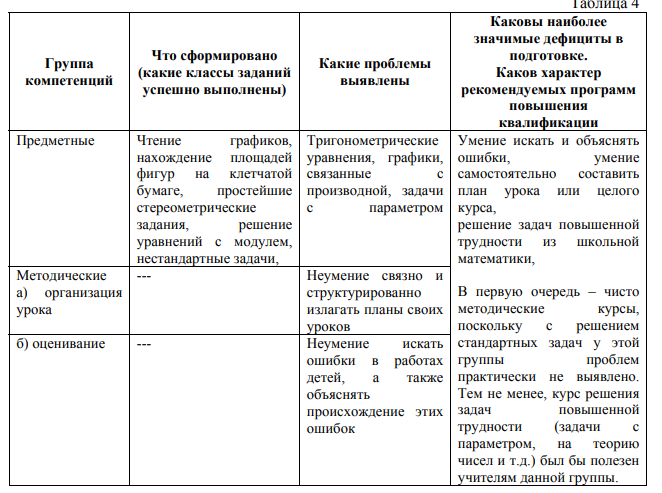 Таблица 4
Группа
компетенций
Что сформировано
(какие классы заданий
успешно выполнены)
Какие проблемы
выявлены
Каковы наиболее
значимые дефициты в
подготовке.
Каков характер
рекомендуемых программ
повышения
квалификации
Предметные
Чтение графиков,
нахождение площадей
фигур на клетчатой
бумаге, простейшие
стереометрические
задания, решение
уравнений с модулем,
нестандартные задачи,
Тригонометрические
уравнения, графики,
связанные с
производной, задачи
с параметром
Умение искать и объяснять
ошибки, умение
самостоятельно составить
план урока или целого
курса,
решение задач повышенной
трудности из школьной
математики,
В первую очередь – чисто
методические курсы,
поскольку с решением
стандартных задач у этой
группы проблем
практически не выявлено.
Тем не менее, курс решения
задач повышенной
трудности (задачи с
параметром, на теорию
чисел и т.д.) был бы полезен
учителям данной группы.
Методические
а) организация
урока
---
Неумение связно и
структурированно
излагать планы своих
уроков
б) оценивание
---
Неумение искать
ошибки в работах
детей, а также
объяснять
происхождение этих
ошибок